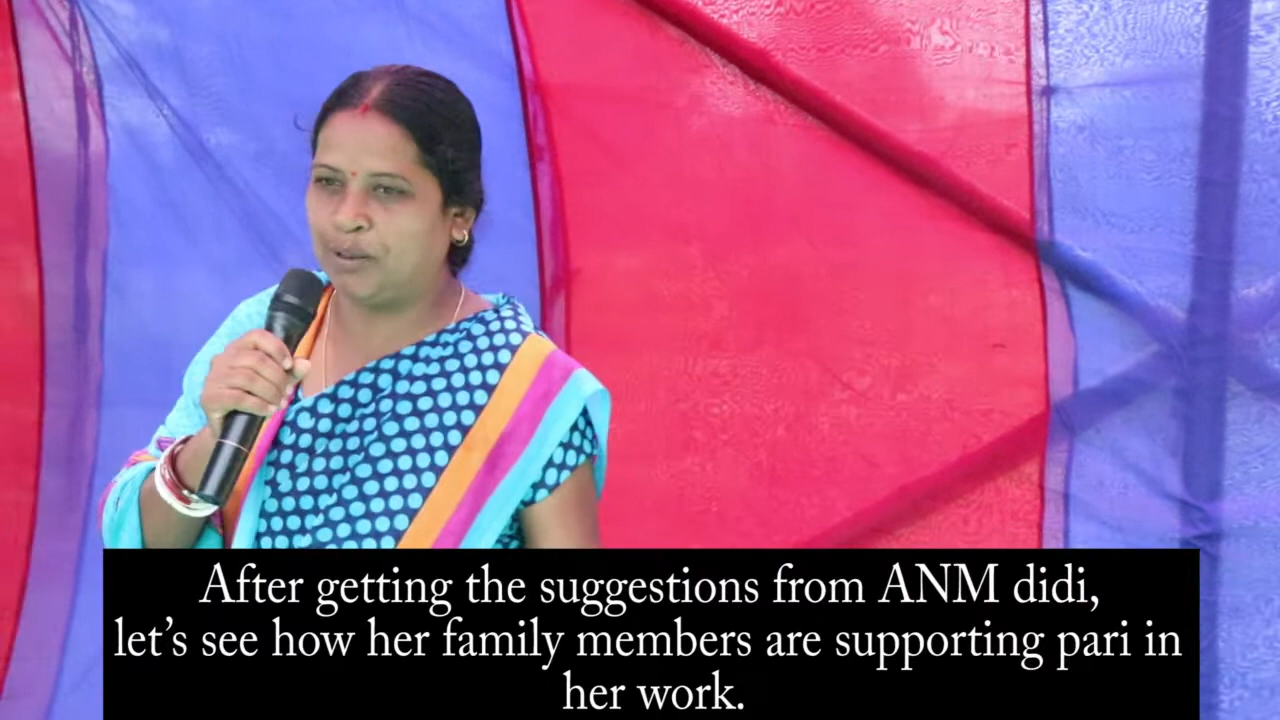 After getting the suggestions from ANM didi,
let’s see how her family members are supporting pari in
her work.